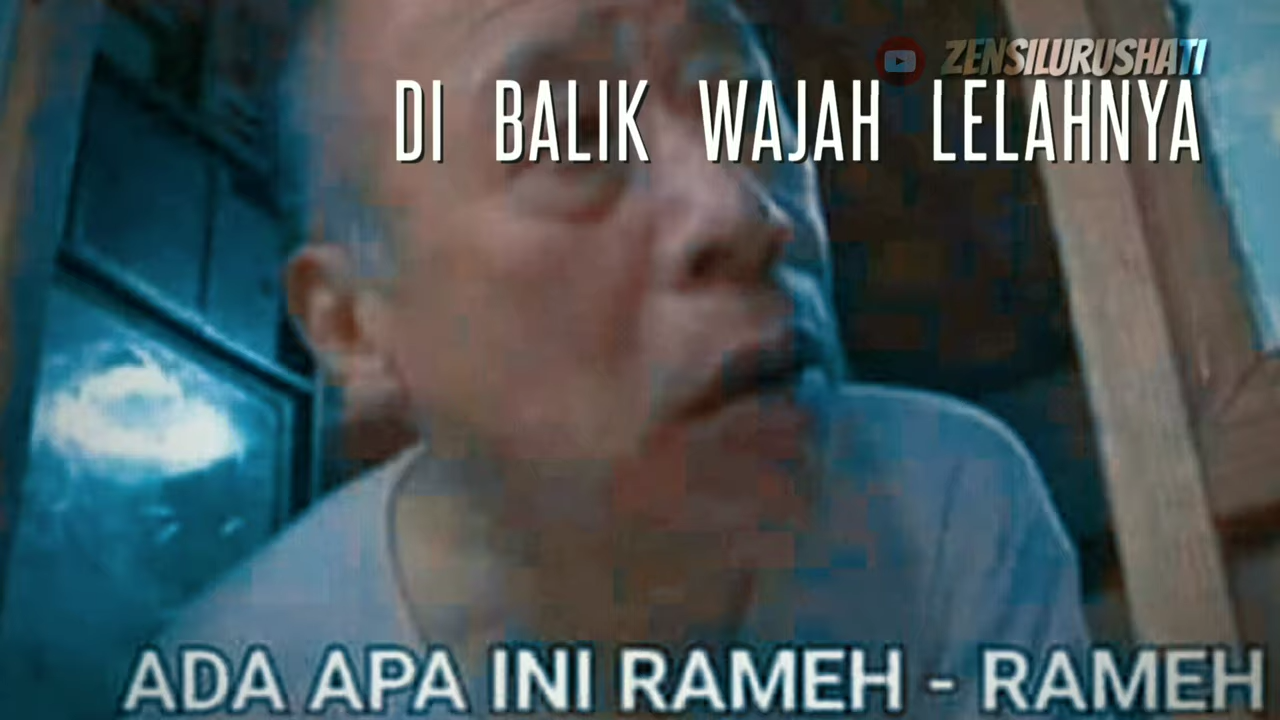 ZENSILURUSHATI
DI BALIK WAJAH LELAHNYA
ADA APA INI RAMEH - RAMEH